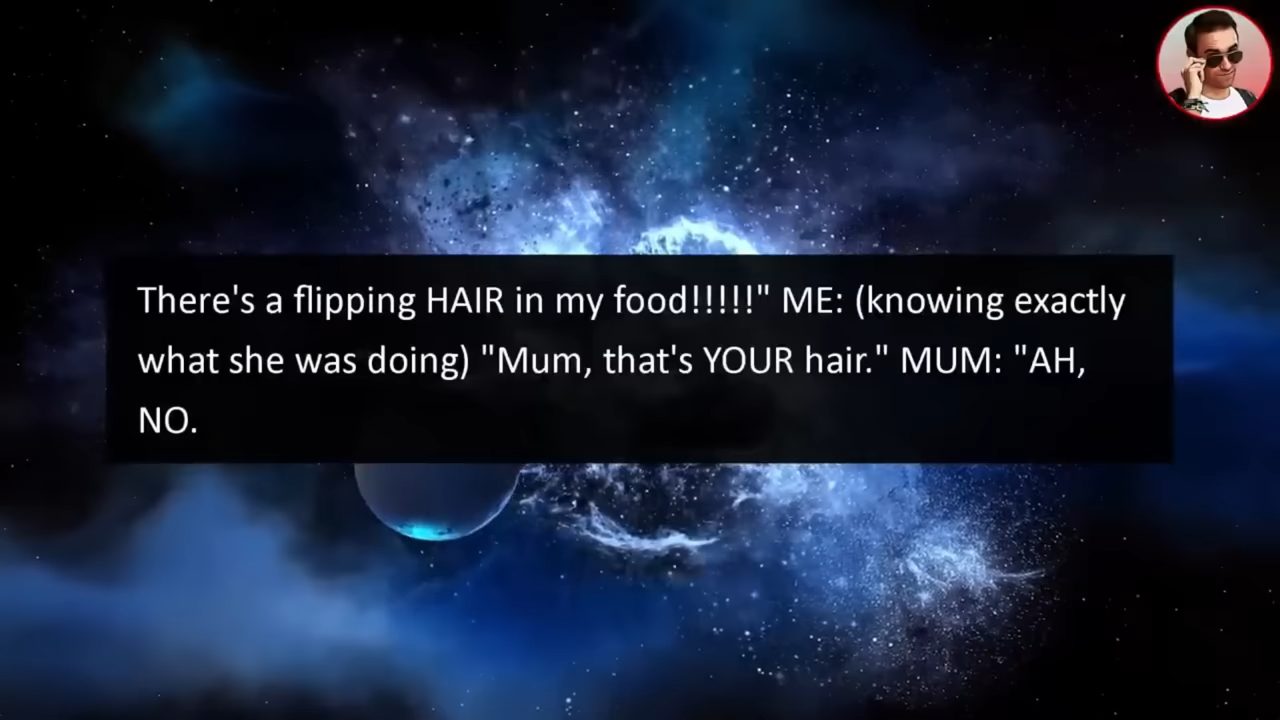 There's a flipping HAIR in my food!!!!!" ME: (knowing exactly
what she was doing) "Mum, that's YOUR hair." MUM: "AH,
NO.